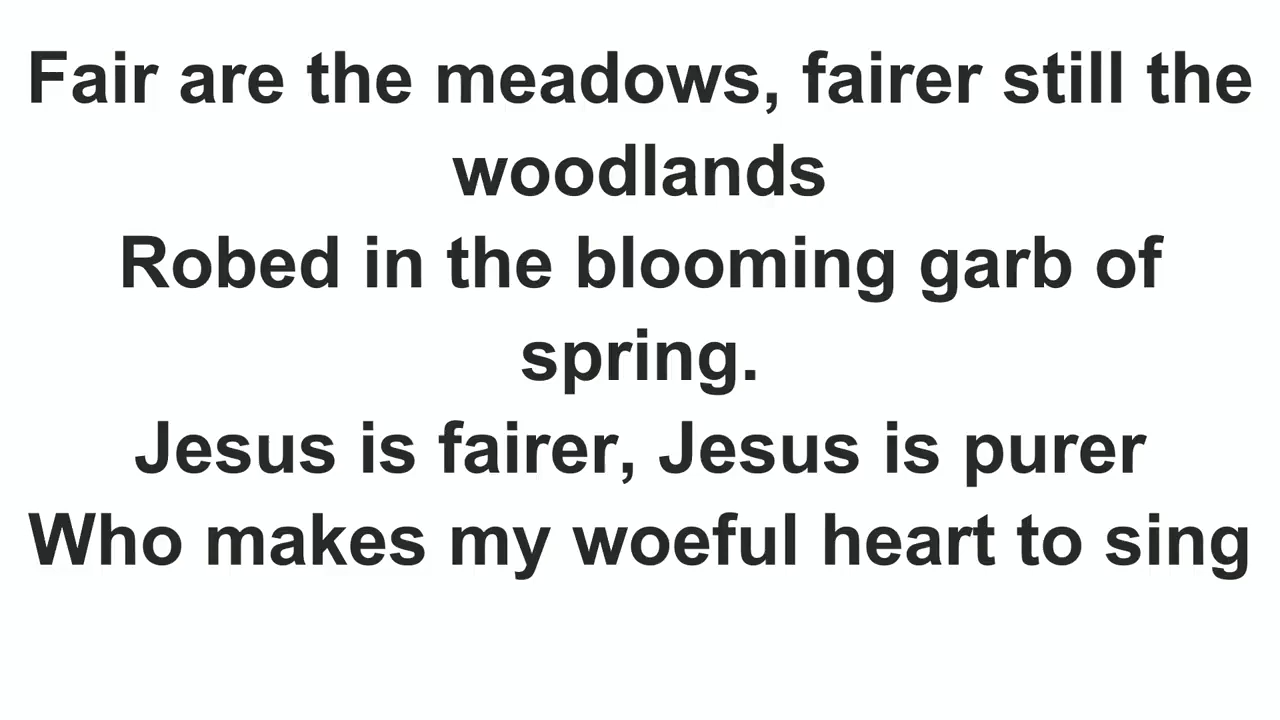 Fair are the meadows, fairer still the
woodlands
Robed in the blooming garb of
spring.
Jesus is fairer, Jesus is purer
Who makes my woeful heart to sing